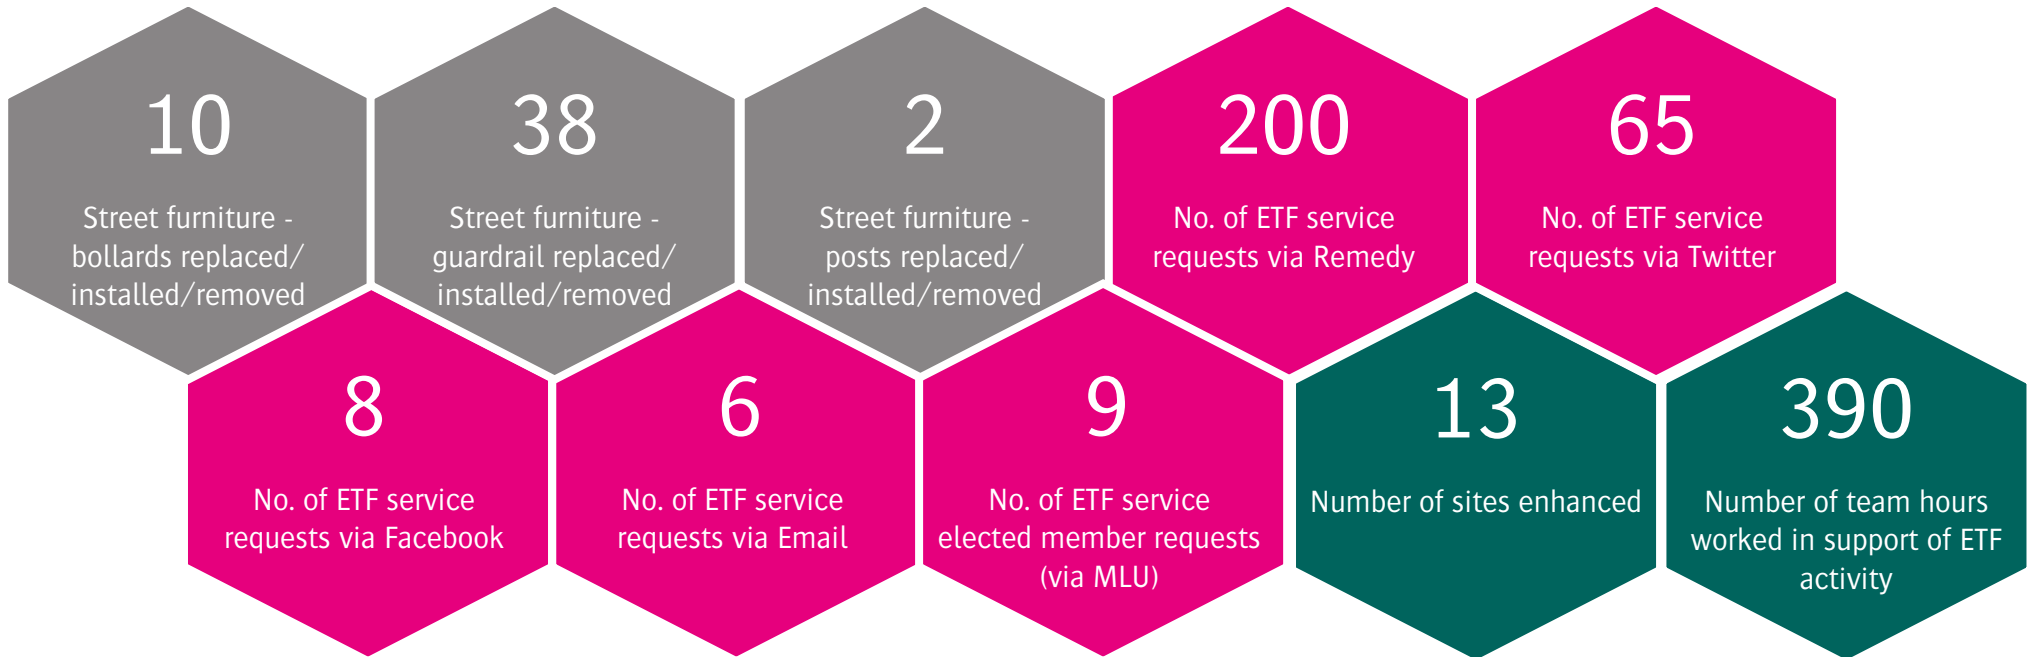 10
Street furniture -
bollards replaced/
installed/removed
38
Street furniture -
guardrail replaced/
installed/removed
2
Street furniture -
posts replaced/
installed/removed
200
No. of ETF service
requests via Remedy
65
No. of ETF service
requests via Twitter
8
No. of ETF service
requests via Facebook
6
No. of ETF service
requests via Email
9
No. of ETF service
elected member requests
(via MLU)
13
Number of sites enhanced
390
Number of team hours
worked in support of ETF
activity